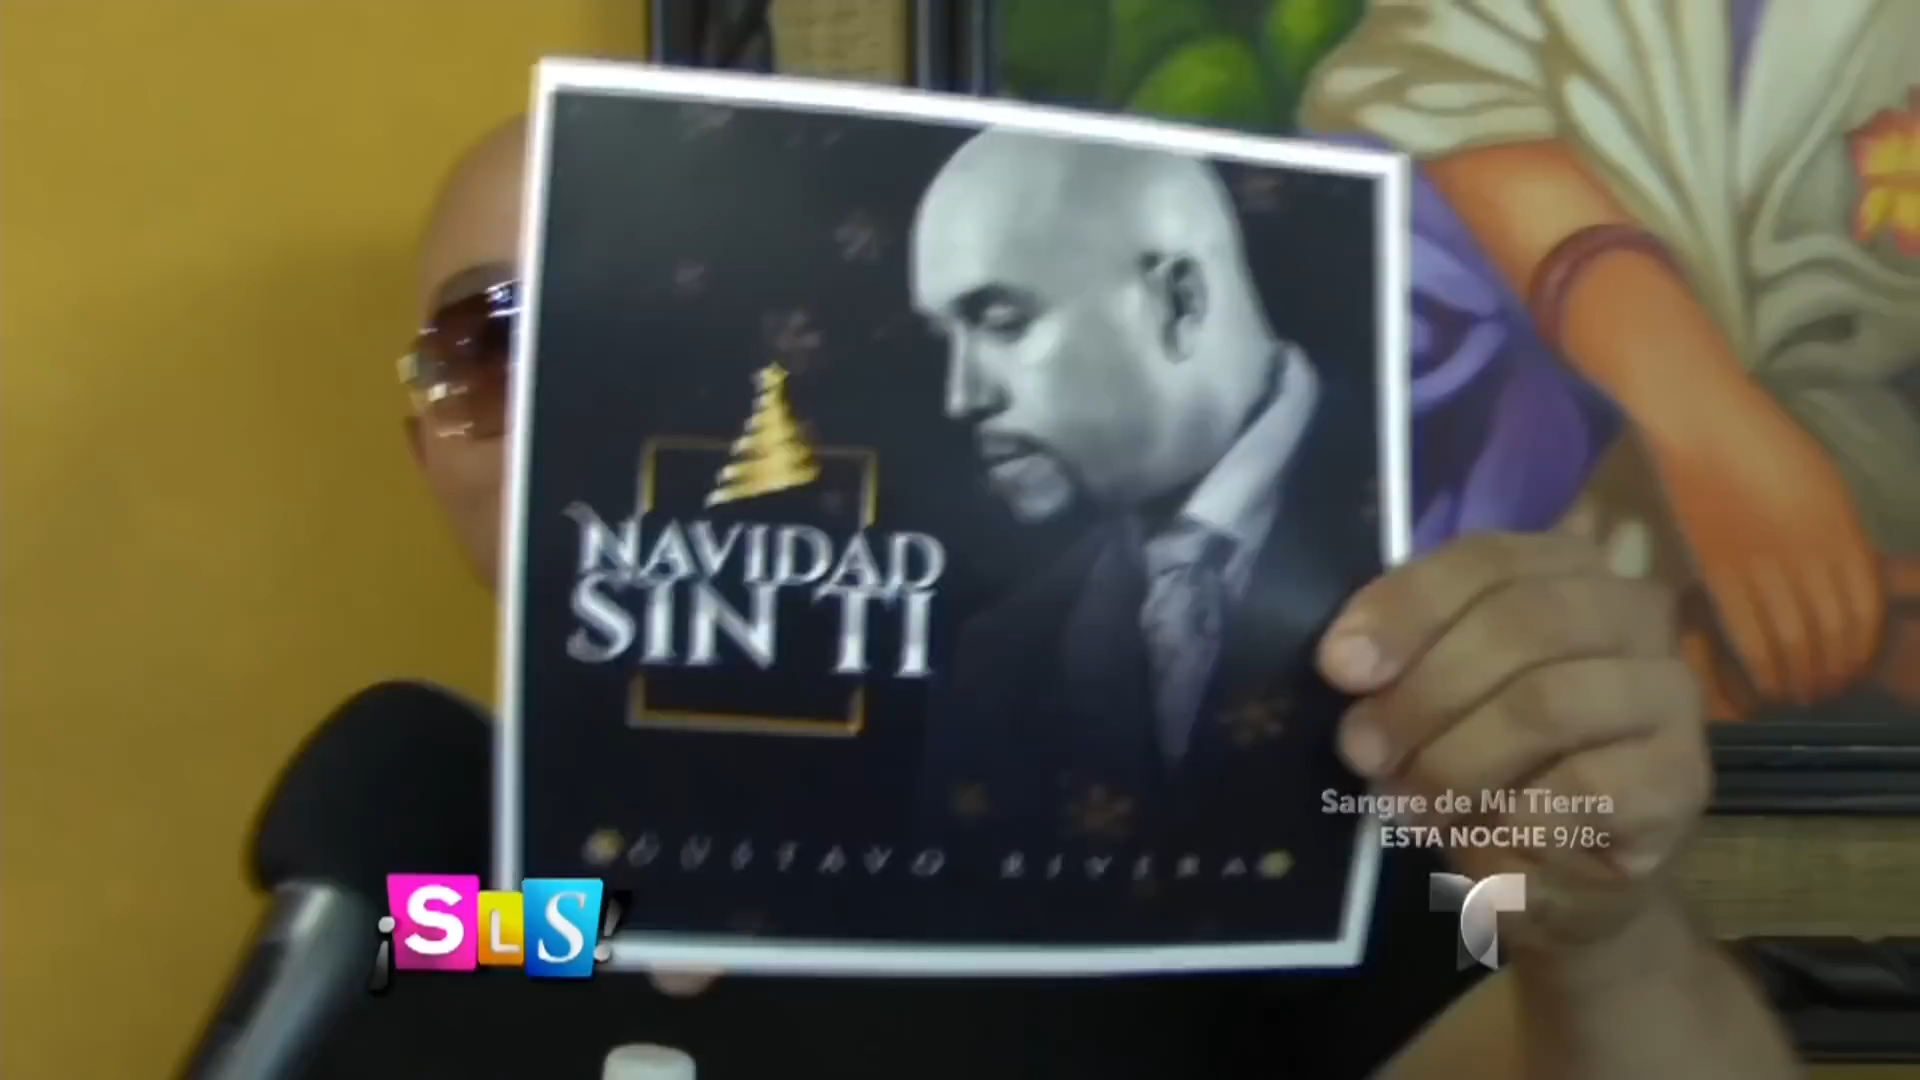 NAVIDAD
SIN TI
GUSTAVO RIVERA
Sangre de Mi Tierra
ESTA NOCHE 9/8c
¡SLS!